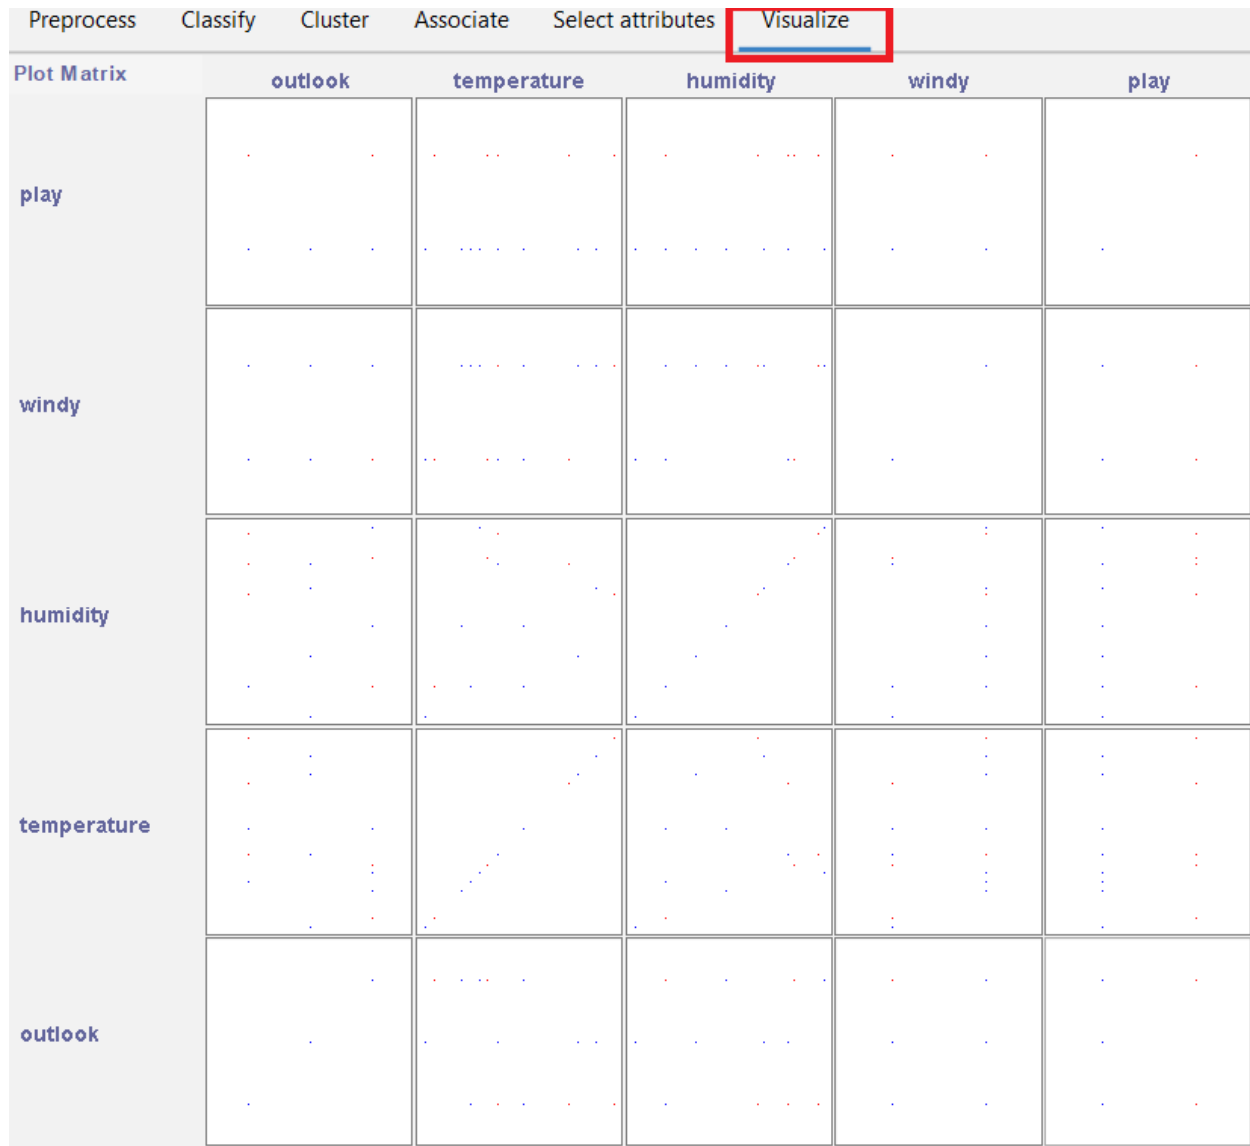 Preprocess Classify Cluster Associate Select attributes Visualize
Plot Matrix outlook temperature humidity windy play
play
windy
humidity
temperature
outlook